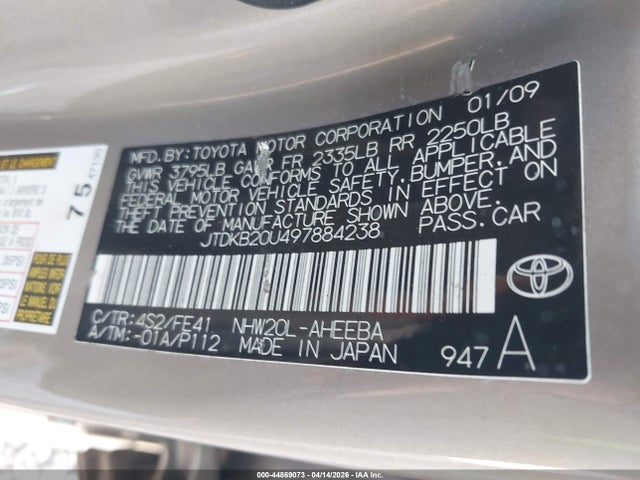 MFD.BY:TOYOTA MOTOR CORPORATION 01/09
GVWR 3795LB GAWR FR 2335LB RR 2250LB
THIS VEHICLE CONFORMS TO ALL APPLICABLE
FEDERAL MOTOR VEHICLE SAFETY,BUMPER,AND
THEFT PREVENTION STANDARDS IN EFFECT ON
THE DATE OF MANUFACTURE SHOWN ABOVE.
JTDKB20U497884238 PASS.CAR
C/TR:4S2/FE41 NHW20L-AHEEBA
A/TM:-01A/P112 MADE IN JAPAN 947 A
75
47130
35PSI
000-44869073 | 04/14/2026 | IAA, Inc.